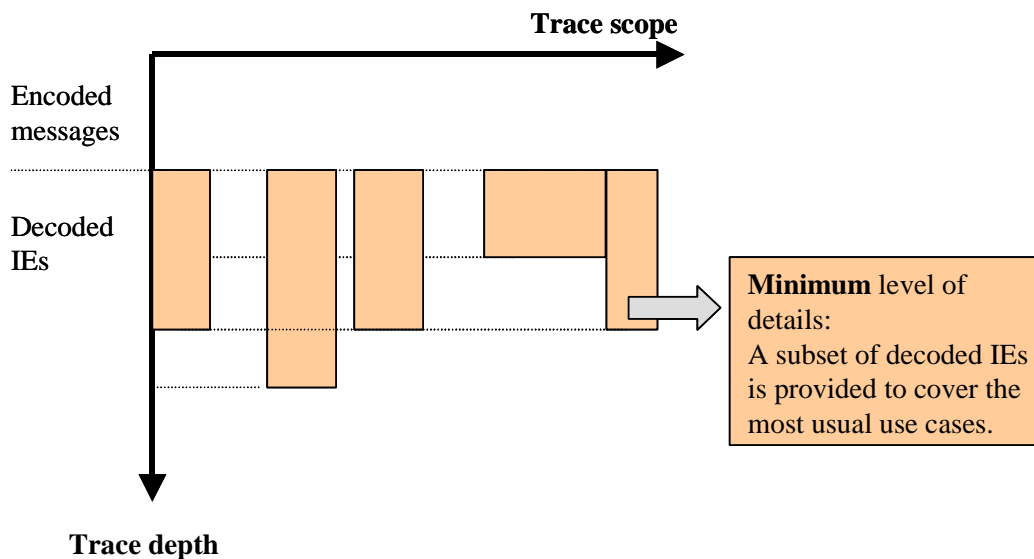 Trace scope
Encoded
messages
Decoded
IEs
Minimum level of
details:
A subset of decoded IEs
is provided to cover the
most usual use cases.
Trace depth